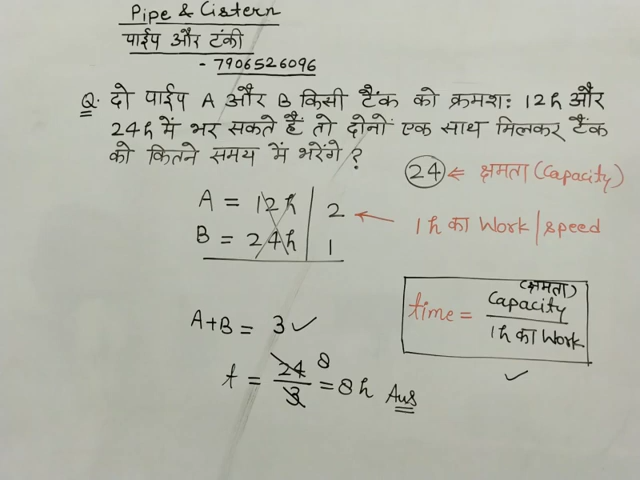 Pipe & Cistern
पाईप और टंकी
- 7906526096
Q. दो पाईप A और B किसी टैंक को क्रमश: 12h और
24h में भर सकते हैं तो दोनों एक साथ मिलकर टैंक
को कितने समय में भरेंगे ?
24 ← क्षमता (Capacity)
A = 12h | 2
B = 24h | 1
← 1h का Work / speed
time = Capacity (क्षमता) / 1h का Work ✓
A+B = 3 ✓
t = 24/3 8 = 8h Ans